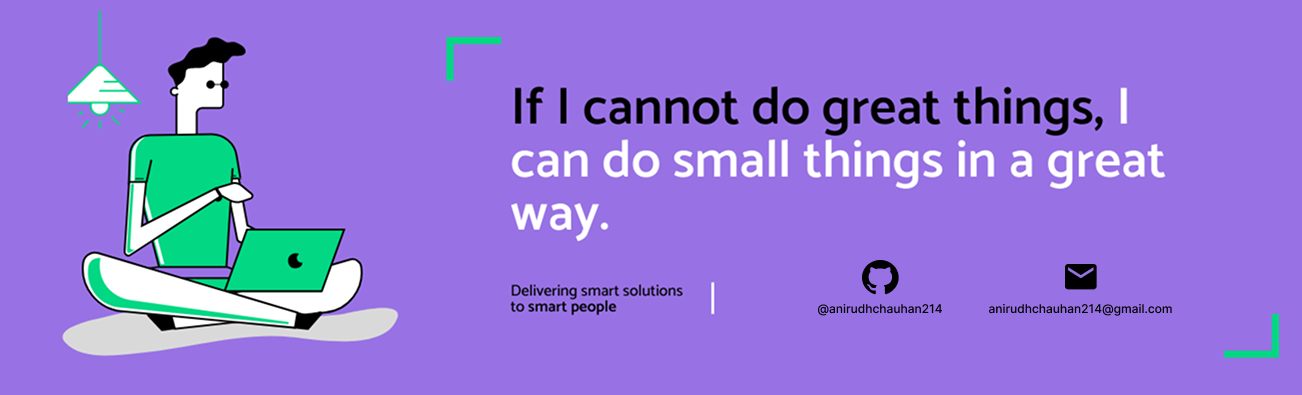 If I cannot do great things, I
can do small things in a great
way.
Delivering smart solutions
to smart people
@anirudhchauhan214
anirudhchauhan214@gmail.com